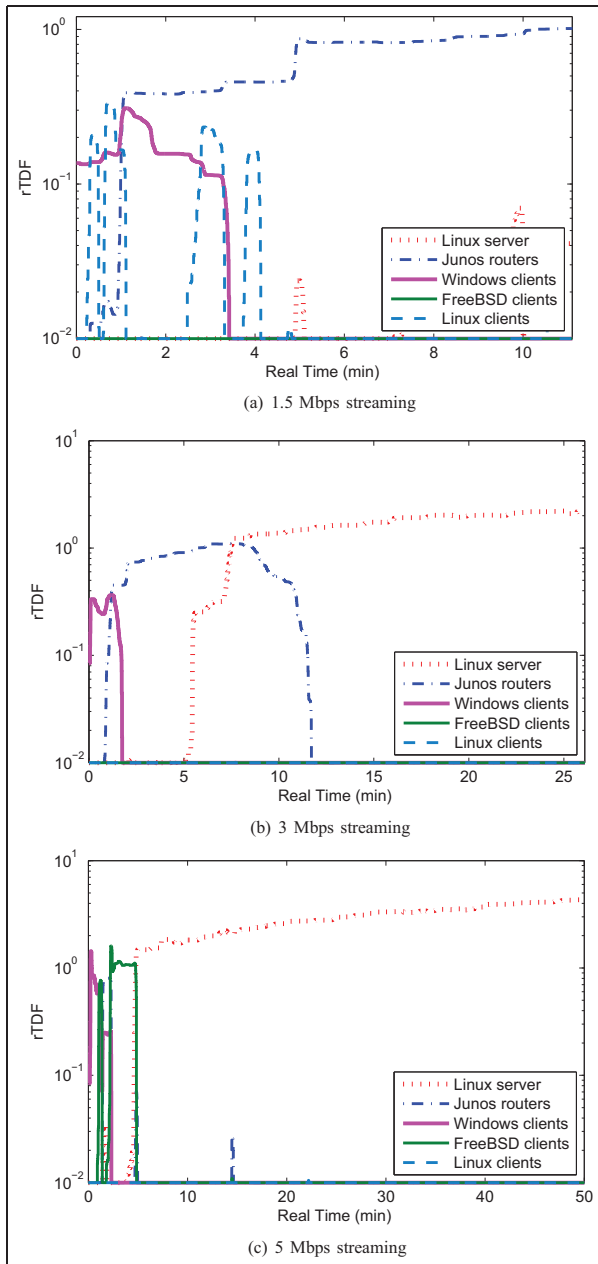 10^0
10^-1
10^-2
rTDF
Linux server
Junos routers
Windows clients
FreeBSD clients
Linux clients
0 2 4 6 8 10
Real Time (min)
(a) 1.5 Mbps streaming
10^1
10^0
10^-1
10^-2
rTDF
Linux server
Junos routers
Windows clients
FreeBSD clients
Linux clients
0 5 10 15 20 25
Real Time (min)
(b) 3 Mbps streaming
10^1
10^0
10^-1
10^-2
rTDF
Linux server
Junos routers
Windows clients
FreeBSD clients
Linux clients
0 10 20 30 40 50
Real Time (min)
(c) 5 Mbps streaming